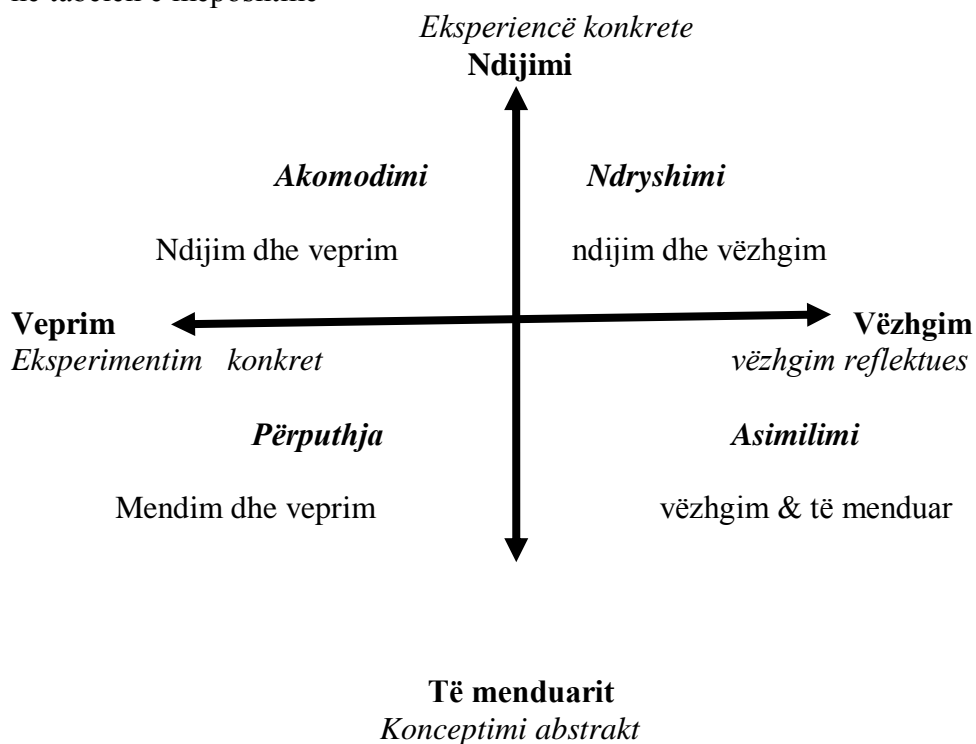 në tabelën e mëposhtme
Eksperiencë konkrete
Ndijimi
Akomodimi Ndryshimi
Ndijim dhe veprim ndijim dhe vëzhgim
Veprim Vëzhgim
Eksperimentim konkret vëzhgim reflektues
Përputhja Asimilimi
Mendim dhe veprim vëzhgim & të menduar
Të menduarit
Konceptimi abstrakt